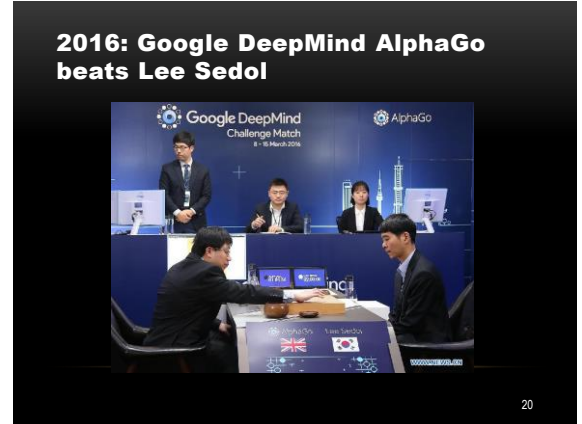 2016: Google DeepMind AlphaGo
beats Lee Sedol
Google DeepMind
Challenge Match
8 - 15 March 2016
AlphaGo
AlphaGo
Lee Sedol
20